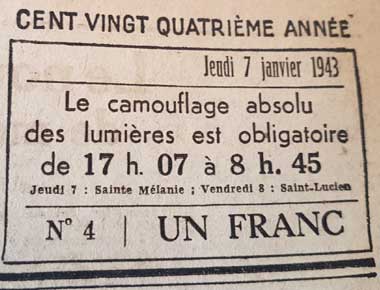 CENT VINGT QUATRIÈME ANNÉE
Jeudi 7 janvier 1943
Le camouflage absolu
des lumières est obligatoire
de 17 h. 07 à 8 h. 45
Jeudi 7 : Sainte Mélanie ; Vendredi 8 : Saint-Lucien
N° 4 | UN FRANC